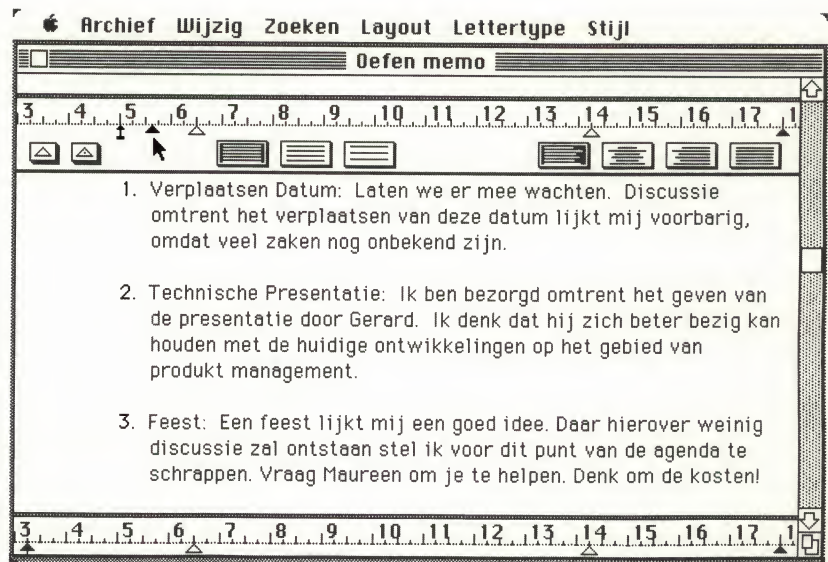 Archief Wijzig Zoeken Layout Lettertype Stijl
Oefen memo
3 4 5 6 7 8 9 10 11 12 13 14 15 16 17 1
1. Verplaatsen Datum: Laten we er mee wachten. Discussie
omtrent het verplaatsen van deze datum lijkt mij voorbarig,
omdat veel zaken nog onbekend zijn.
2. Technische Presentatie: Ik ben bezorgd omtrent het geven van
de presentatie door Gerard. Ik denk dat hij zich beter bezig kan
houden met de huidige ontwikkelingen op het gebied van
produkt management.
3. Feest: Een feest lijkt mij een goed idee. Daar hierover weinig
discussie zal ontstaan stel ik voor dit punt van de agenda te
schrappen. Vraag Maureen om je te helpen. Denk om de kosten!
3 4 5 6 7 8 9 10 11 12 13 14 15 16 17 1